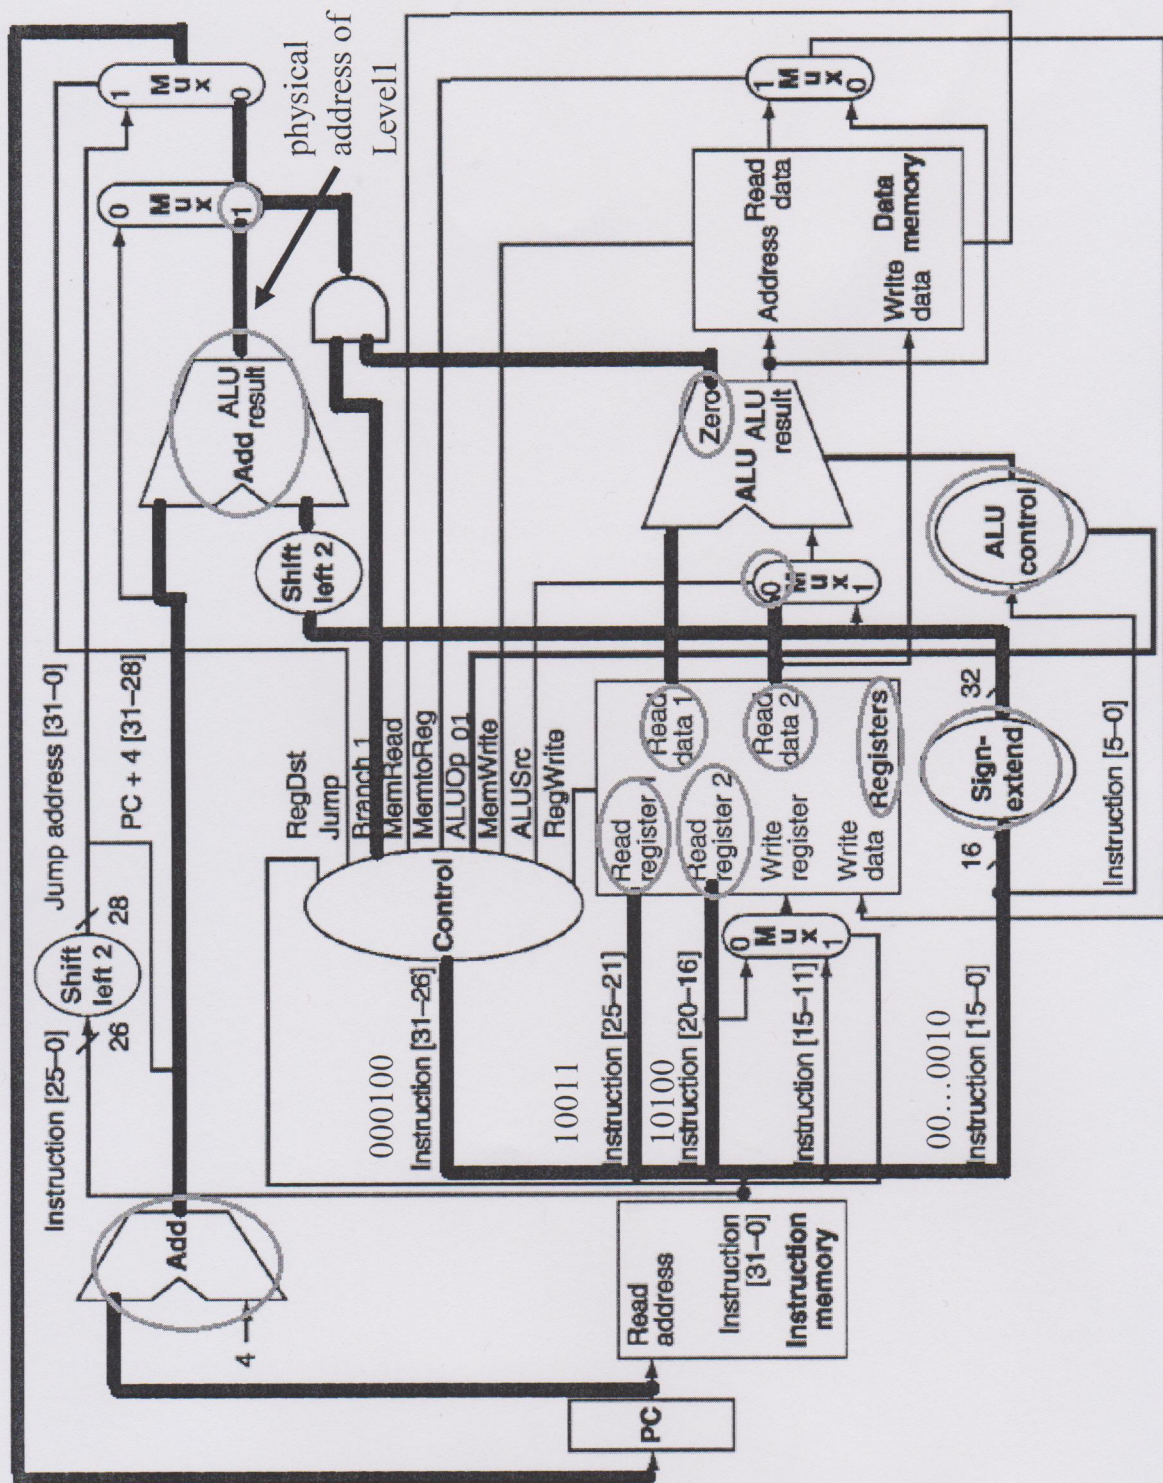 PC
4
Add
Read
address
Instruction
[31–0]
Instruction
memory
Instruction [25–0]
26
Shift
left 2
28
Jump address [31–0]
PC + 4 [31–28]
000100
Instruction [31–26]
10011
Instruction [25–21]
10100
Instruction [20–16]
Instruction [15–11]
00…0010
Instruction [15–0]
Control
RegDst
Jump
Branch 1
MemRead
MemtoReg
ALUOp 01
MemWrite
ALUSrc
RegWrite
0
M
u
x
1
Read
register 1
Read
register 2
Write
register
Write
data
Read
data 1
Read
data 2
Registers
16
Sign-
extend
32
Instruction [5–0]
Shift
left 2
0
M
u
x
1
ALU
control
Add
ALU
result
Zero
ALU
ALU
result
0
M
u
x
1
1
M
u
x
0
physical
address of
Level1
Address
Read
data
Write
data
Data
memory
1
M
u
x
0